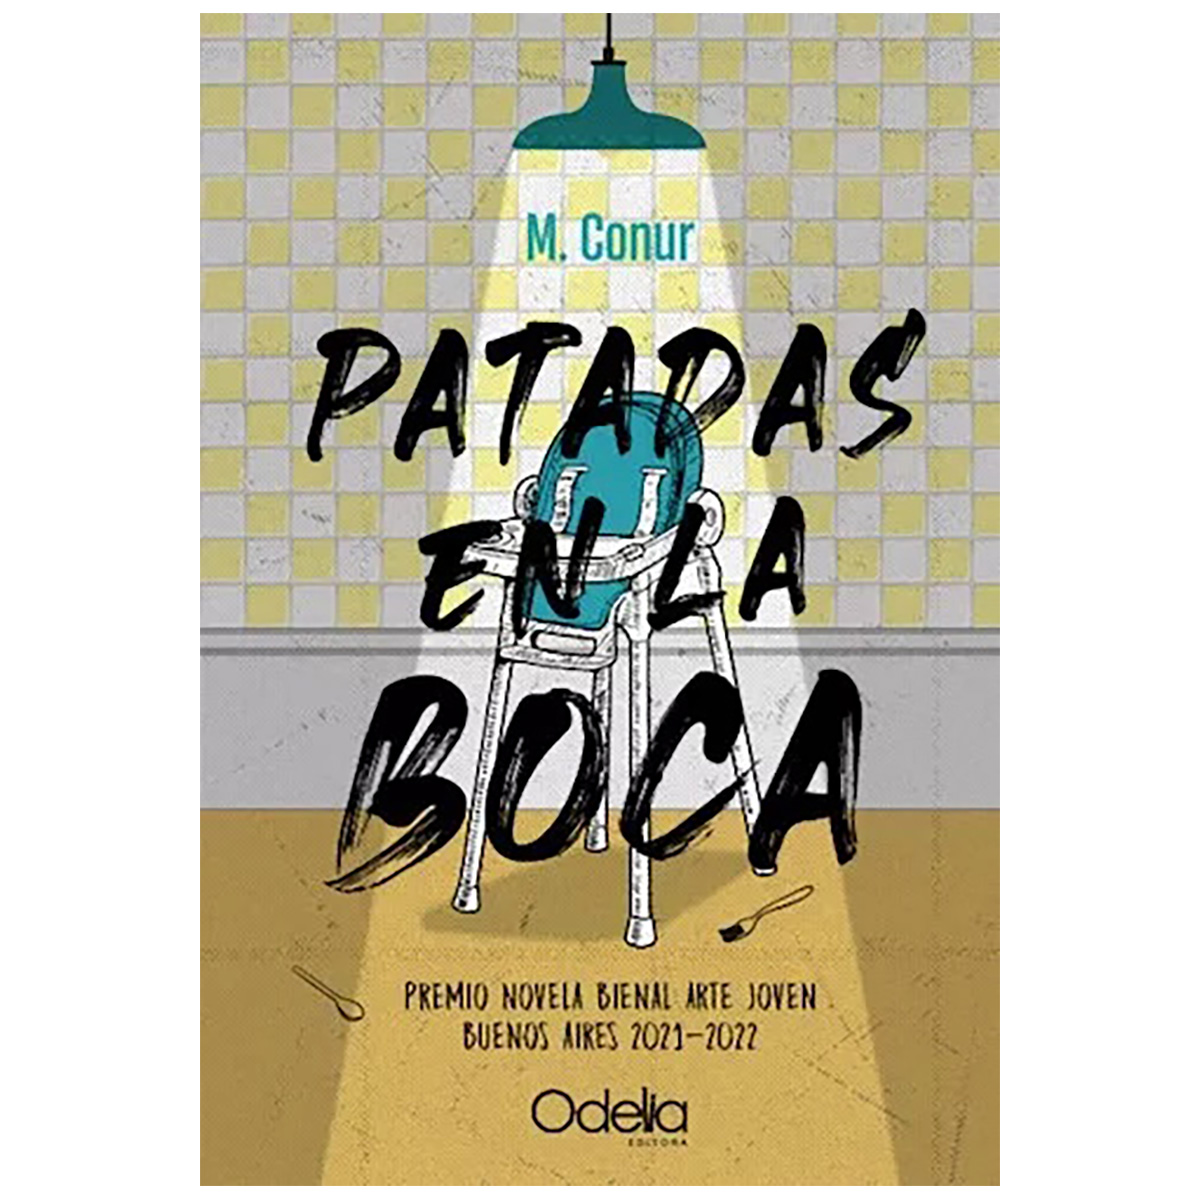 M. Conur
PATADAS
EN LA
BOCA
PREMIO NOVELA BIENAL ARTE JOVEN
BUENOS AIRES 2021-2022
Odelia
EDITORA